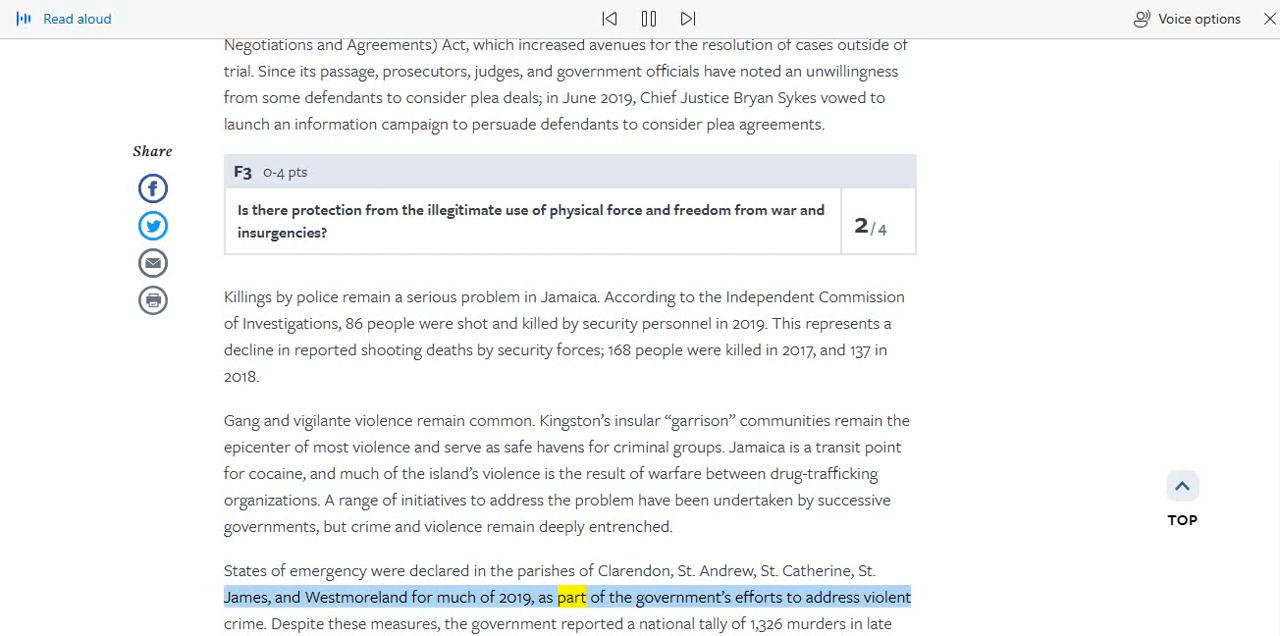 Read aloud
Voice options
Negotiations and Agreements) Act, which increased avenues for the resolution of cases outside of
trial. Since its passage, prosecutors, judges, and government officials have noted an unwillingness
from some defendants to consider plea deals; in June 2019, Chief Justice Bryan Sykes vowed to
launch an information campaign to persuade defendants to consider plea agreements.
Share
F3 0-4 pts
Is there protection from the illegitimate use of physical force and freedom from war and
insurgencies?
2/4
Killings by police remain a serious problem in Jamaica. According to the Independent Commission
of Investigations, 86 people were shot and killed by security personnel in 2019. This represents a
decline in reported shooting deaths by security forces; 168 people were killed in 2017, and 137 in
2018.
Gang and vigilante violence remain common. Kingston's insular “garrison” communities remain the
epicenter of most violence and serve as safe havens for criminal groups. Jamaica is a transit point
for cocaine, and much of the island's violence is the result of warfare between drug-trafficking
organizations. A range of initiatives to address the problem have been undertaken by successive
governments, but crime and violence remain deeply entrenched.
TOP
States of emergency were declared in the parishes of Clarendon, St. Andrew, St. Catherine, St.
James, and Westmoreland for much of 2019, as part of the government's efforts to address violent
crime. Despite these measures, the government reported a national tally of 1,326 murders in late